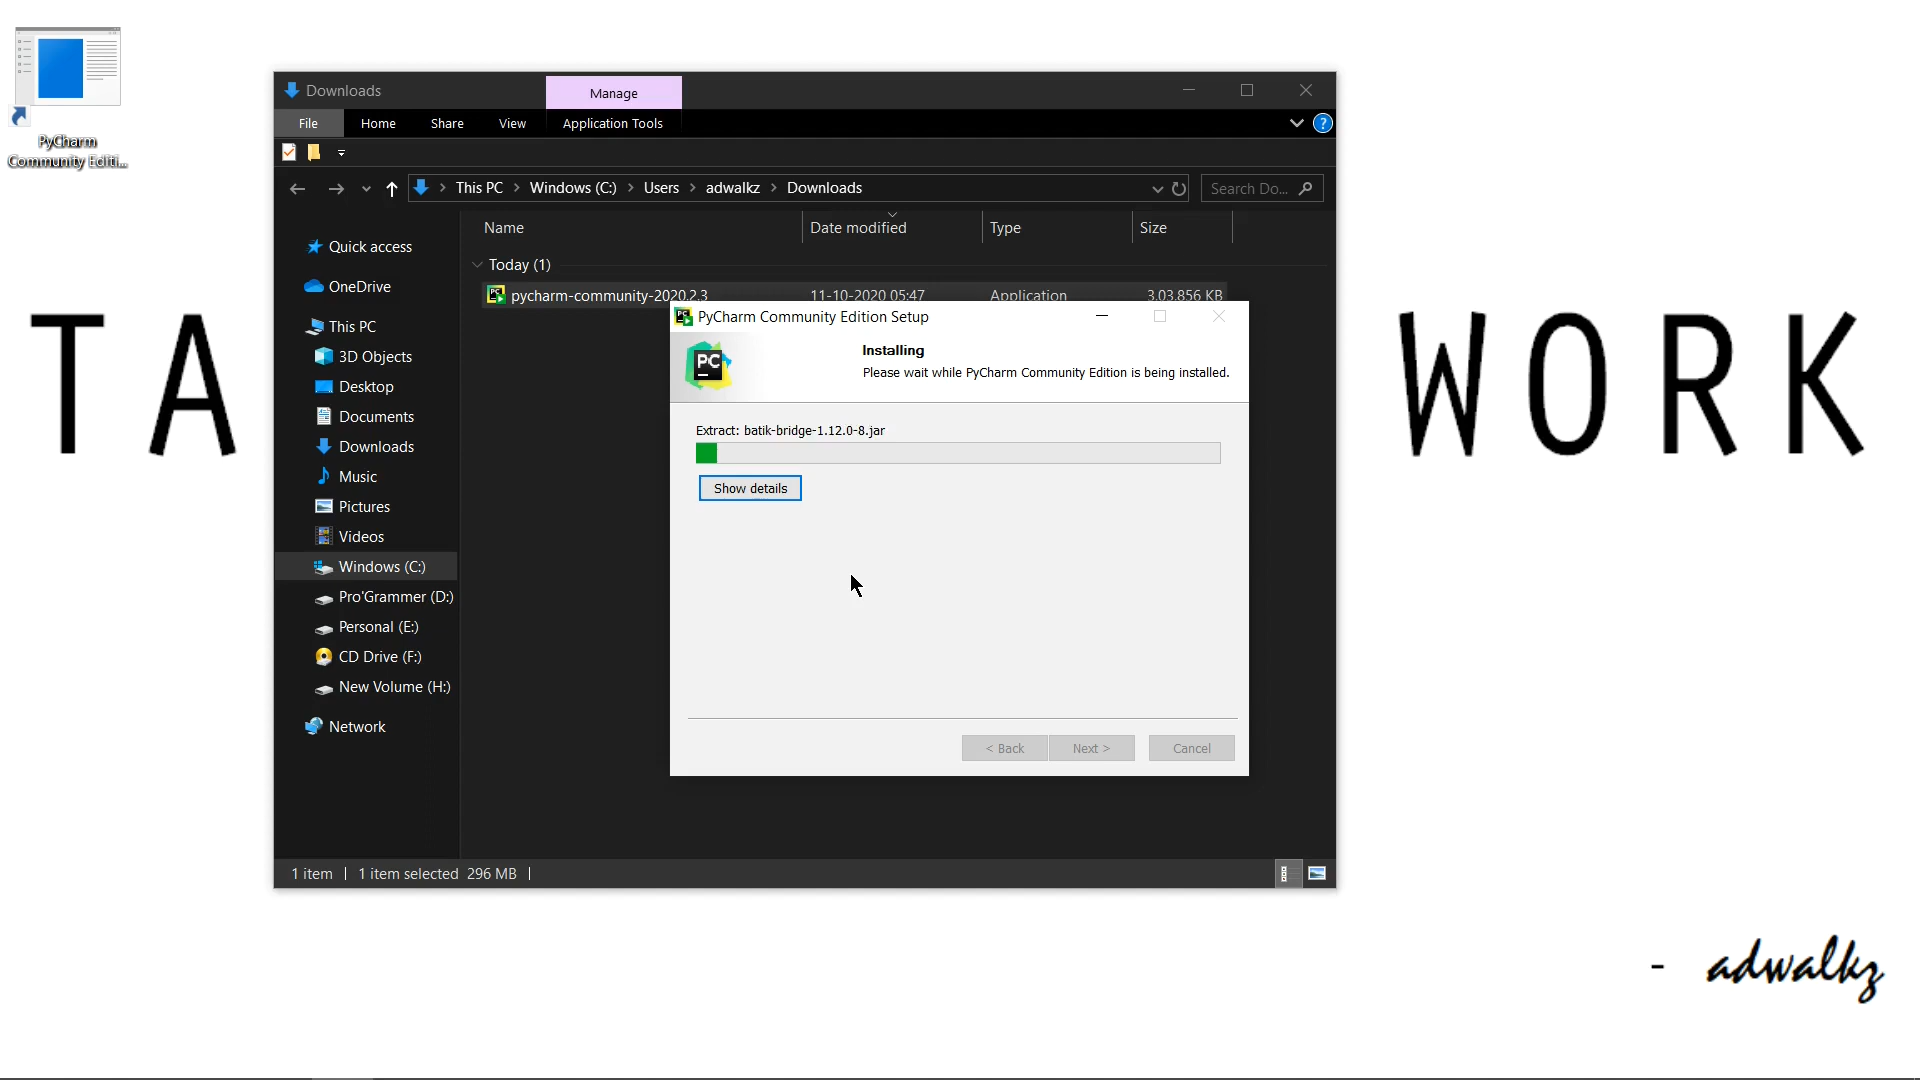 PyCharm
Community Editi...
Downloads
Manage
File
Home
Share
View
Application Tools
This PC > Windows (C:) > Users > adwalkz > Downloads
Search Do...
Name
Date modified
Type
Size
Quick access
OneDrive
This PC
3D Objects
Desktop
Documents
Downloads
Music
Pictures
Videos
Windows (C:)
Pro'Grammer (D:)
Personal (E:)
CD Drive (F:)
New Volume (H:)
Network
Today (1)
pycharm-community-2020.2.3
11-10-2020 05:47
Application
3,03,856 KB
PyCharm Community Edition Setup
PC
Installing
Please wait while PyCharm Community Edition is being installed.
Extract: batik-bridge-1.12.0-8.jar
Show details
< Back
Next >
Cancel
1 item
1 item selected 296 MB
TA
WORK
- adwalkz